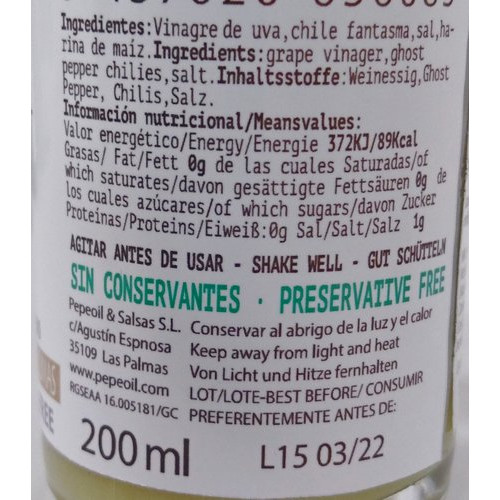 Ingredientes:Vinagre de uva,chile fantasma,sal,ha-
rina de maíz.Ingredients:grape vinager,ghost
pepper chilies,salt.Inhaltsstoffe:Weinessig,Ghost
Pepper, Chilis,Salz.
Información nutricional/Meansvalues:
Valor energético/Energy/Energie 372KJ/89Kcal
Grasas/ Fat/Fett 0g de las cuales Saturadas/of
which saturates/davon gesättigte Fettsäuren 0g de
los cuales azúcares/of which sugars/davon Zucker
Proteinas/Proteins/Eiweiß:0g Sal/Salt/Salz 1g
AGITAR ANTES DE USAR - SHAKE WELL - GUT SCHÜTTELN
SIN CONSERVANTES · PRESERVATIVE FREE
Pepeoil & Salsas S.L.
c/Agustín Espnosa
35109 Las Palmas
www.pepeoil.com
RGSEAA 16.005181/GC
Conservar al abrigo de la luz y el calor
Keep away from light and heat
Von Licht und Hitze fernhalten
LOT/LOTE-BEST BEFORE/ CONSUMIR
PREFERENTEMENTE ANTES DE:
200 ml
L15 03/22